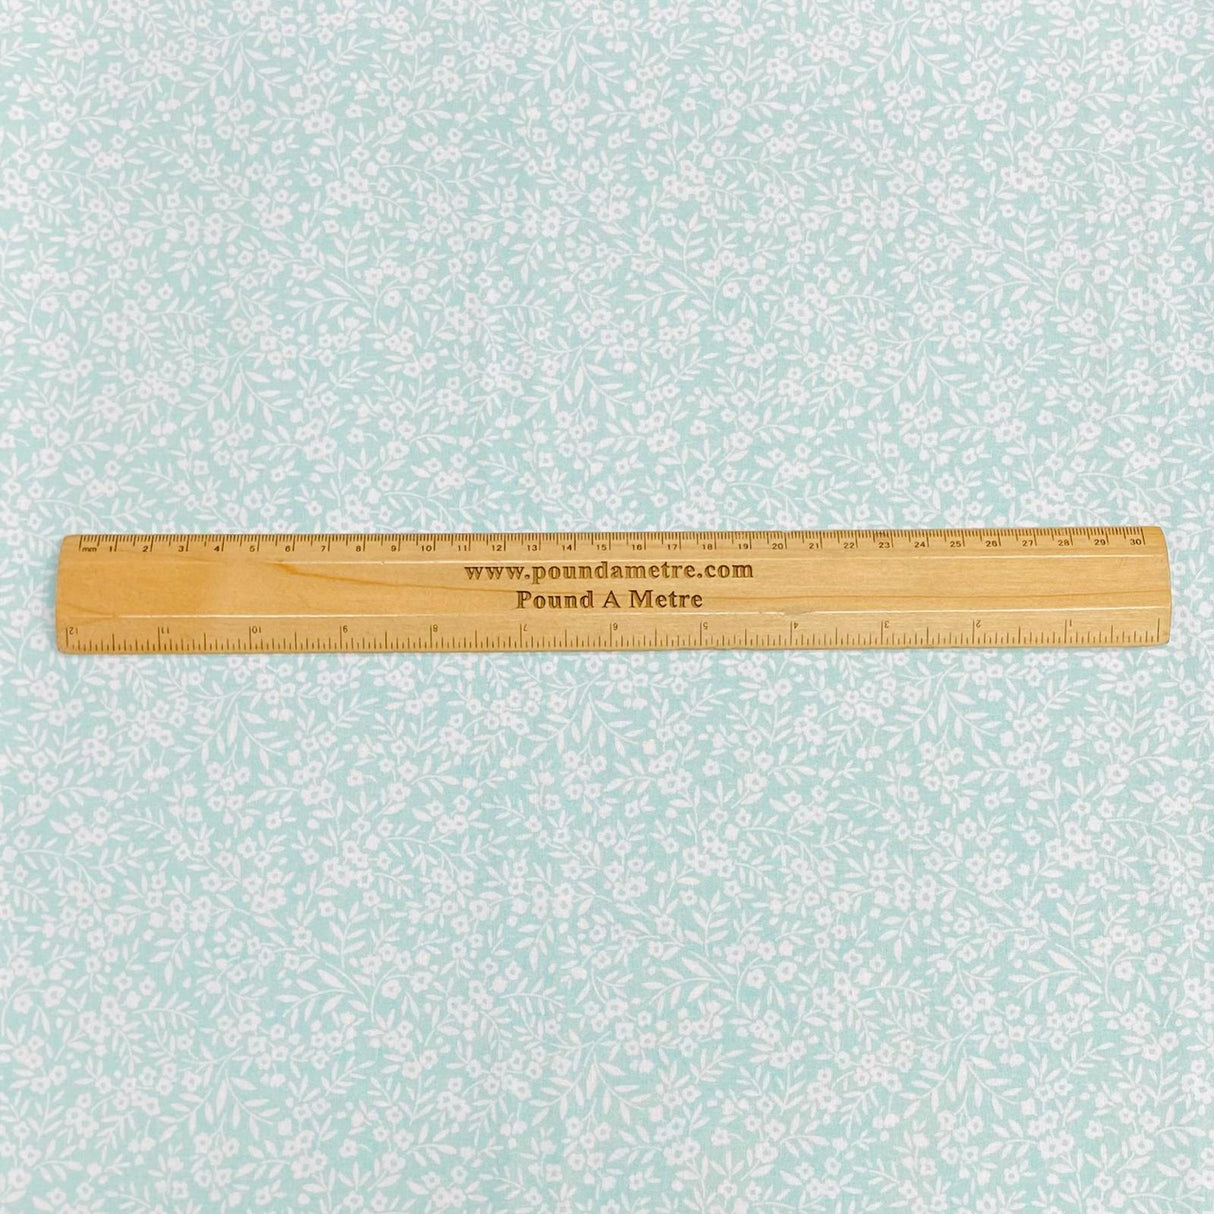 mm 1 2 3 4 5 6 7 8 9 10 11 12 13 14 15 16 17 18 19 20 21 22 23 24 25 26 27 28 29 30
www.poundametre.com
Pound A Metre
12 11 10 9 8 7 6 5 4 3 2 1